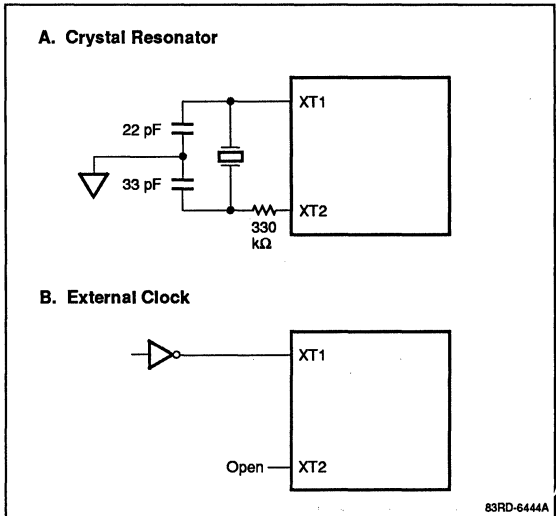 A. Crystal Resonator
XT1
22 pF
33 pF
XT2
330
kΩ
B. External Clock
XT1
Open
XT2
83RD-6444A